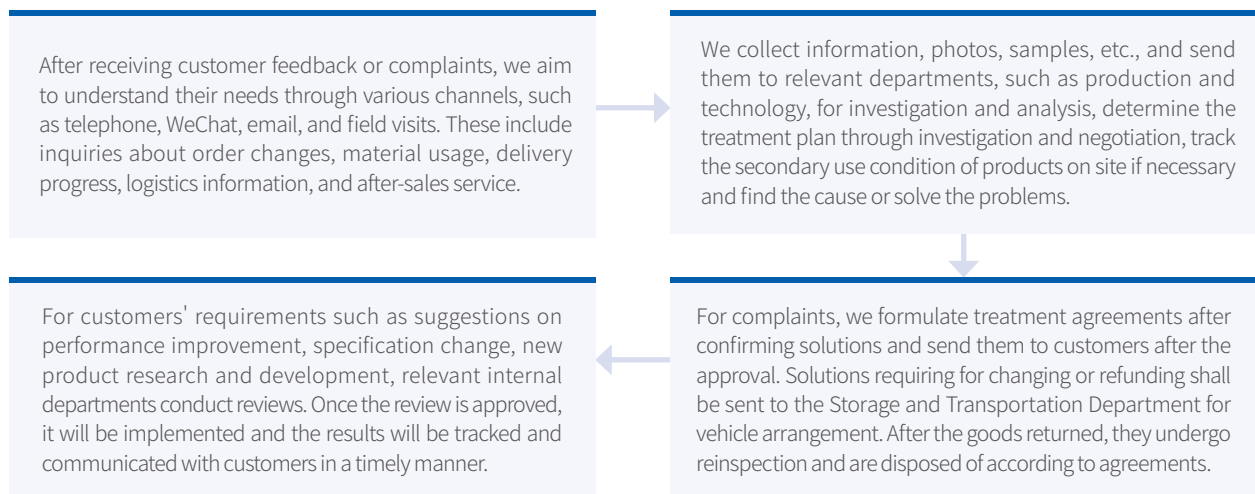 After receiving customer feedback or complaints, we aim
to understand their needs through various channels, such
as telephone, WeChat, email, and field visits. These include
inquiries about order changes, material usage, delivery
progress, logistics information, and after-sales service.
We collect information, photos, samples, etc., and send
them to relevant departments, such as production and
technology, for investigation and analysis, determine the
treatment plan through investigation and negotiation, track
the secondary use condition of products on site if necessary
and find the cause or solve the problems.
For complaints, we formulate treatment agreements after
confirming solutions and send them to customers after the
approval. Solutions requiring for changing or refunding shall
be sent to the Storage and Transportation Department for
vehicle arrangement. After the goods returned, they undergo
reinspection and are disposed of according to agreements.
For customers' requirements such as suggestions on
performance improvement, specification change, new
product research and development, relevant internal
departments conduct reviews. Once the review is approved,
it will be implemented and the results will be tracked and
communicated with customers in a timely manner.